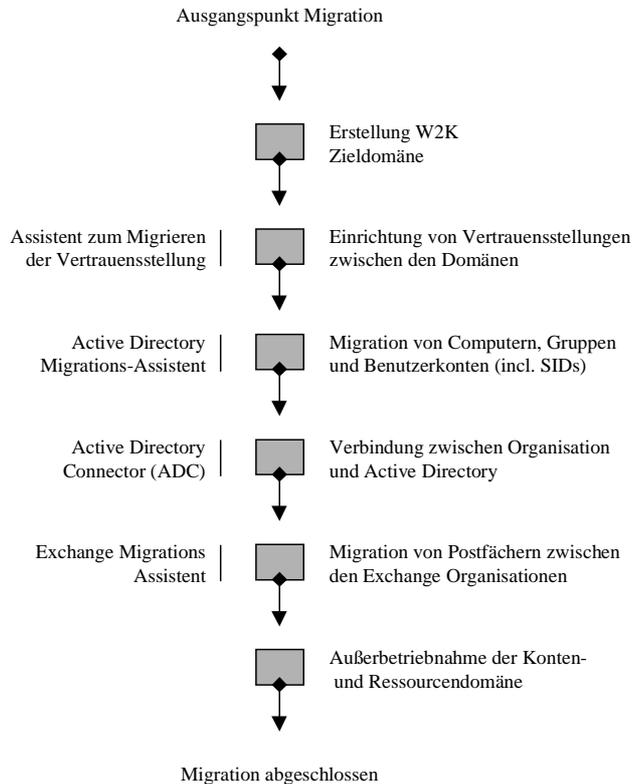 Ausgangspunkt Migration
Erstellung W2K
Zieldomäne
Assistent zum Migrieren
der Vertrauensstellung
Einrichtung von Vertrauensstellungen
zwischen den Domänen
Active Directory
Migrations-Assistent
Migration von Computern, Gruppen
und Benutzerkonten (incl. SIDs)
Active Directory
Connector (ADC)
Verbindung zwischen Organisation
und Active Directory
Exchange Migrations
Assistent
Migration von Postfächern zwischen
den Exchange Organisationen
Außerbetriebnahme der Konten-
und Ressourcendomäne
Migration abgeschlossen